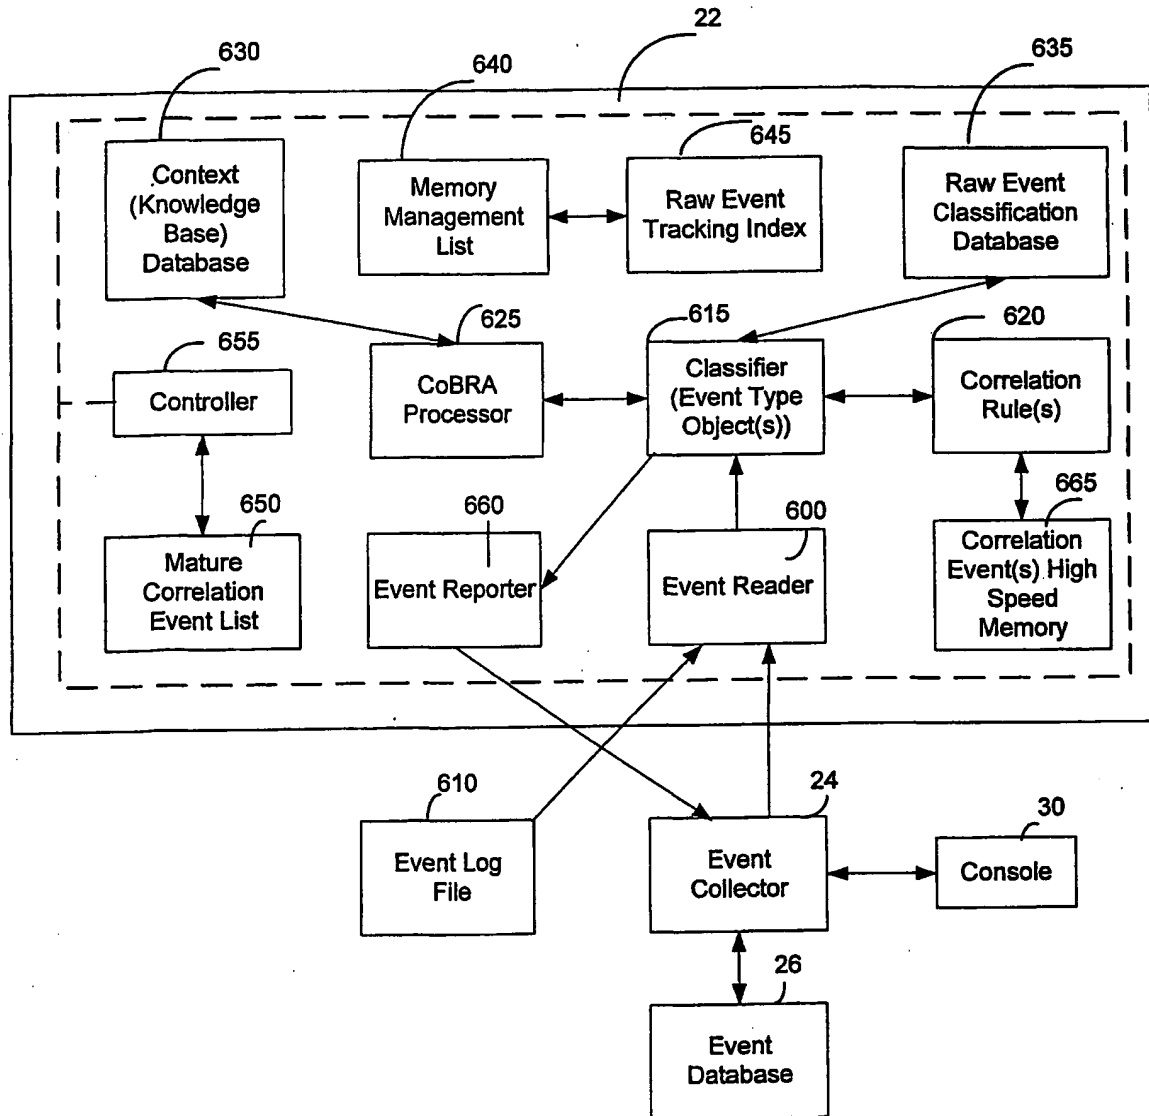 22
630
640
635
645
Context
(Knowledge
Base)
Database
Memory
Management
List
Raw Event
Tracking Index
Raw Event
Classification
Database
655
625
615
620
Controller
CoBRA
Processor
Classifier
(Event Type
Object(s))
Correlation
Rule(s)
650
660
600
665
Mature
Correlation
Event List
Event Reporter
Event Reader
Correlation
Event(s) High
Speed
Memory
610
24
30
Event Log
File
Event
Collector
Console
26
Event
Database